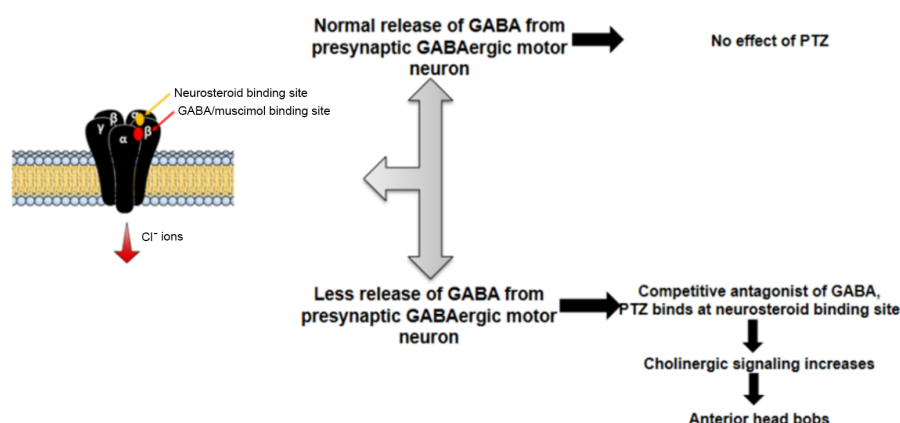 Normal release of GABA from
presynaptic GABAergic motor
neuron
No effect of PTZ
Neurosteroid binding site
GABA/muscimol binding site
γ
β
α
α
β
Cl⁻ ions
Less release of GABA from
presynaptic GABAergic motor
neuron
Competitive antagonist of GABA,
PTZ binds at neurosteroid binding site
Cholinergic signaling increases
Anterior head bobs